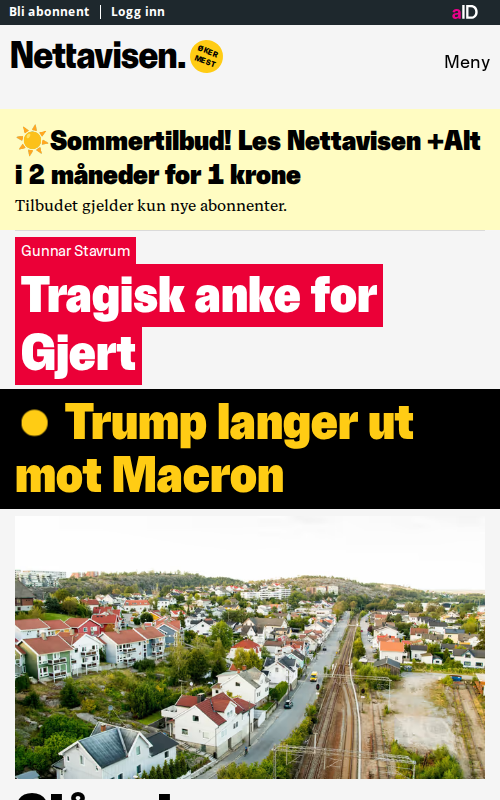 Bli abonnent
Logg inn
aID
Nettavisen.
ØKER
MEST
Meny
☀️Sommertilbud! Les Nettavisen +Alt
i 2 måneder for 1 krone
Tilbudet gjelder kun nye abonnenter.
Gunnar Stavrum
Tragisk anke for
Gjert
Trump langer ut
mot Macron